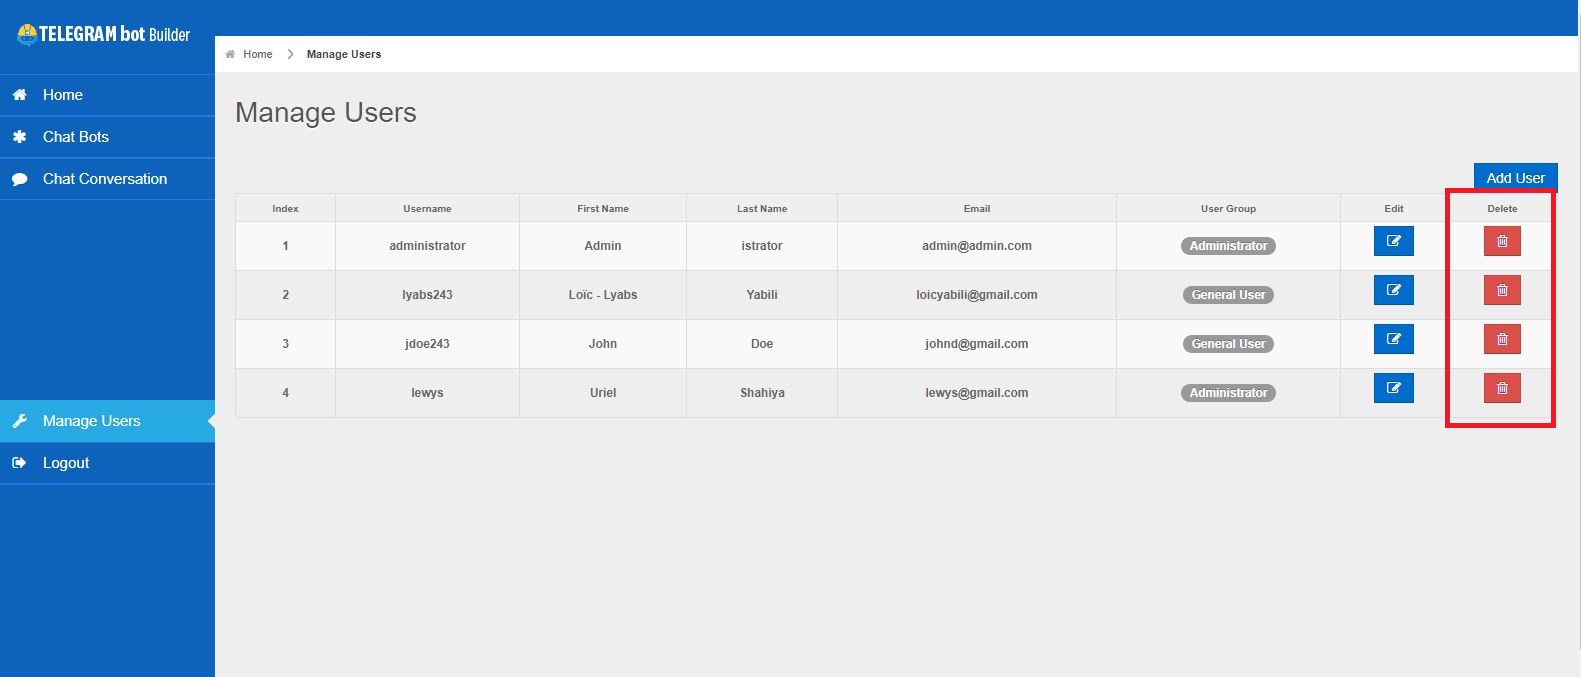 TELEGRAM bot Builder
Home
Chat Bots
Chat Conversation
Manage Users
Logout
Home Manage Users
Manage Users
Add User
Index Username First Name Last Name Email User Group Edit Delete
1 administrator Admin istrator admin@admin.com Administrator
2 lyabs243 Loïc - Lyabs Yabili loicyabili@gmail.com General User
3 jdoe243 John Doe johnd@gmail.com General User
4 lewys Uriel Shahiya lewys@gmail.com Administrator